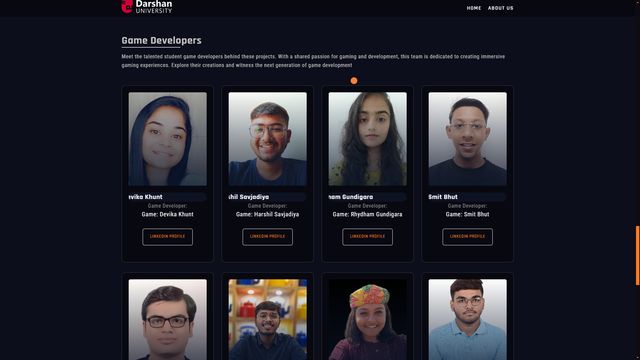 Darshan
UNIVERSITY
HOME ABOUT US
Game Developers
Meet the talented student game developers behind these projects. With a shared passion for gaming and development, this team is dedicated to creating immersive
gaming experiences. Explore their creations and witness the next generation of game development
evika Khunt
Game Developer:
Game: Devika Khunt
LINKEDIN PROFILE
hil Savjadiya
Game Developer:
Game: Harshil Savjadiya
LINKEDIN PROFILE
ham Gundigara
Game Developer:
Game: Rhydham Gundigara
LINKEDIN PROFILE
Smit Bhut
Game Developer:
Game: Smit Bhut
LINKEDIN PROFILE